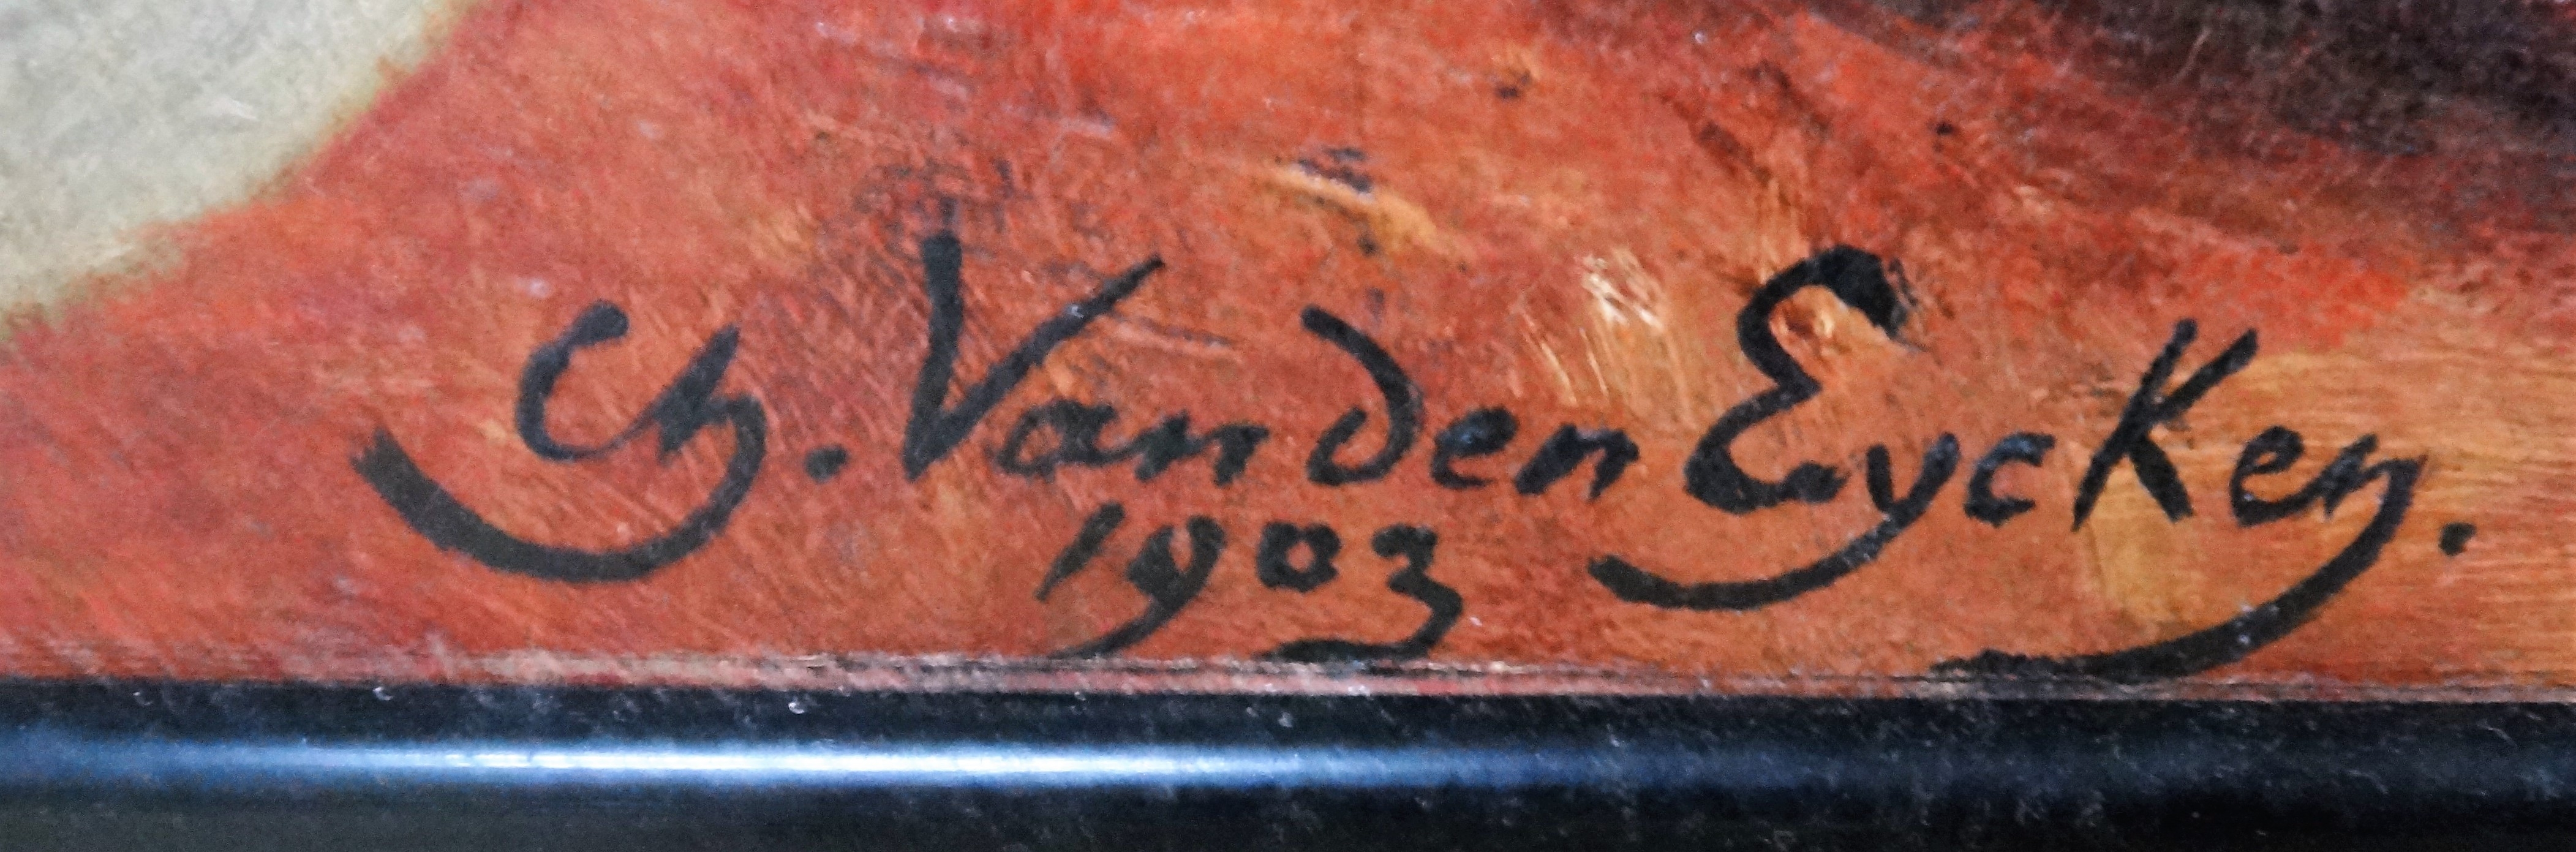 Ch. Van den Eycken.
1903